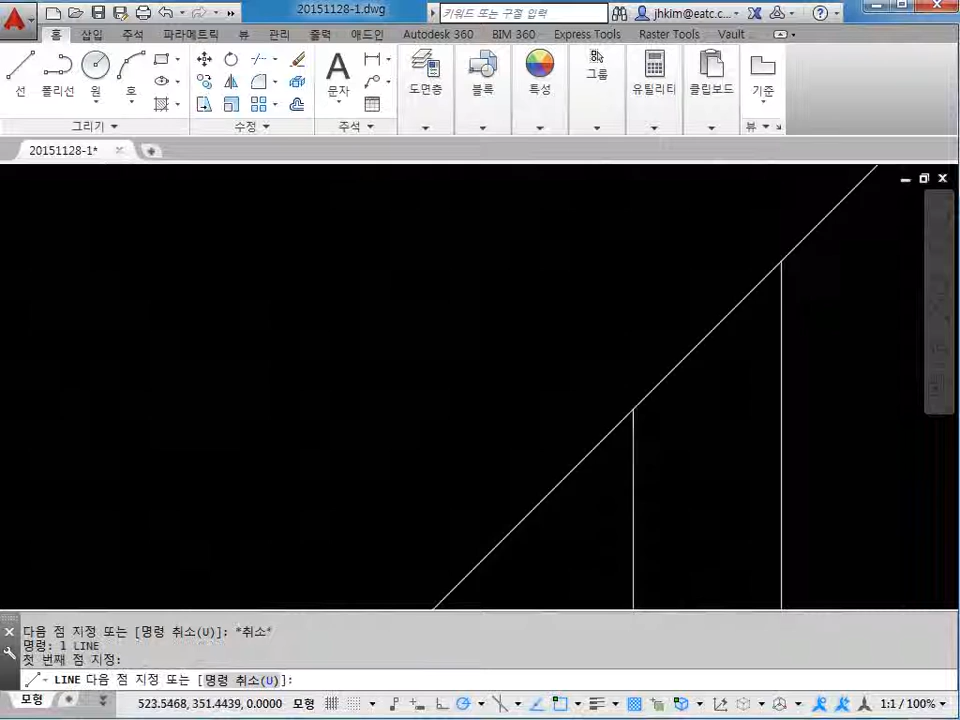 20151128-1.dwg
키워드 또는 구절 입력
jhkim@eatc.c...
홈 삽입 주석 파라메트릭 뷰 관리 출력 애드인 Autodesk 360 BIM 360 Express Tools Raster Tools Vault
선 폴리선 원 호 문자 도면층 블록 특성 그룹 유틸리티 클립보드 기준
그리기 수정 주석 뷰
20151128-1*
다음 점 지정 또는 [명령 취소(U)]: *취소*
명령: l LINE
첫 번째 점 지정:
LINE 다음 점 지정 또는 [명령 취소(U)]:
모형 523.5468, 351.4439, 0.0000 모형 1:1 / 100%